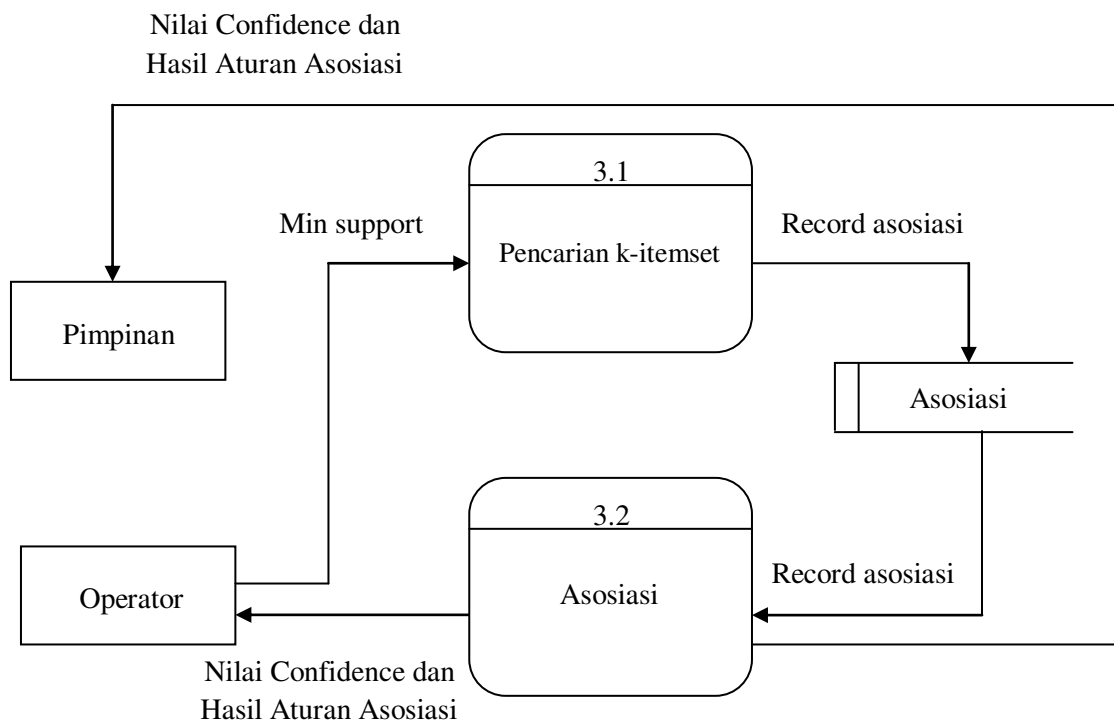 Nilai Confidence dan
Hasil Aturan Asosiasi
3.1
Min support
Record asosiasi
Pencarian k-itemset
Pimpinan
Asosiasi
3.2
Record asosiasi
Operator
Asosiasi
Nilai Confidence dan
Hasil Aturan Asosiasi